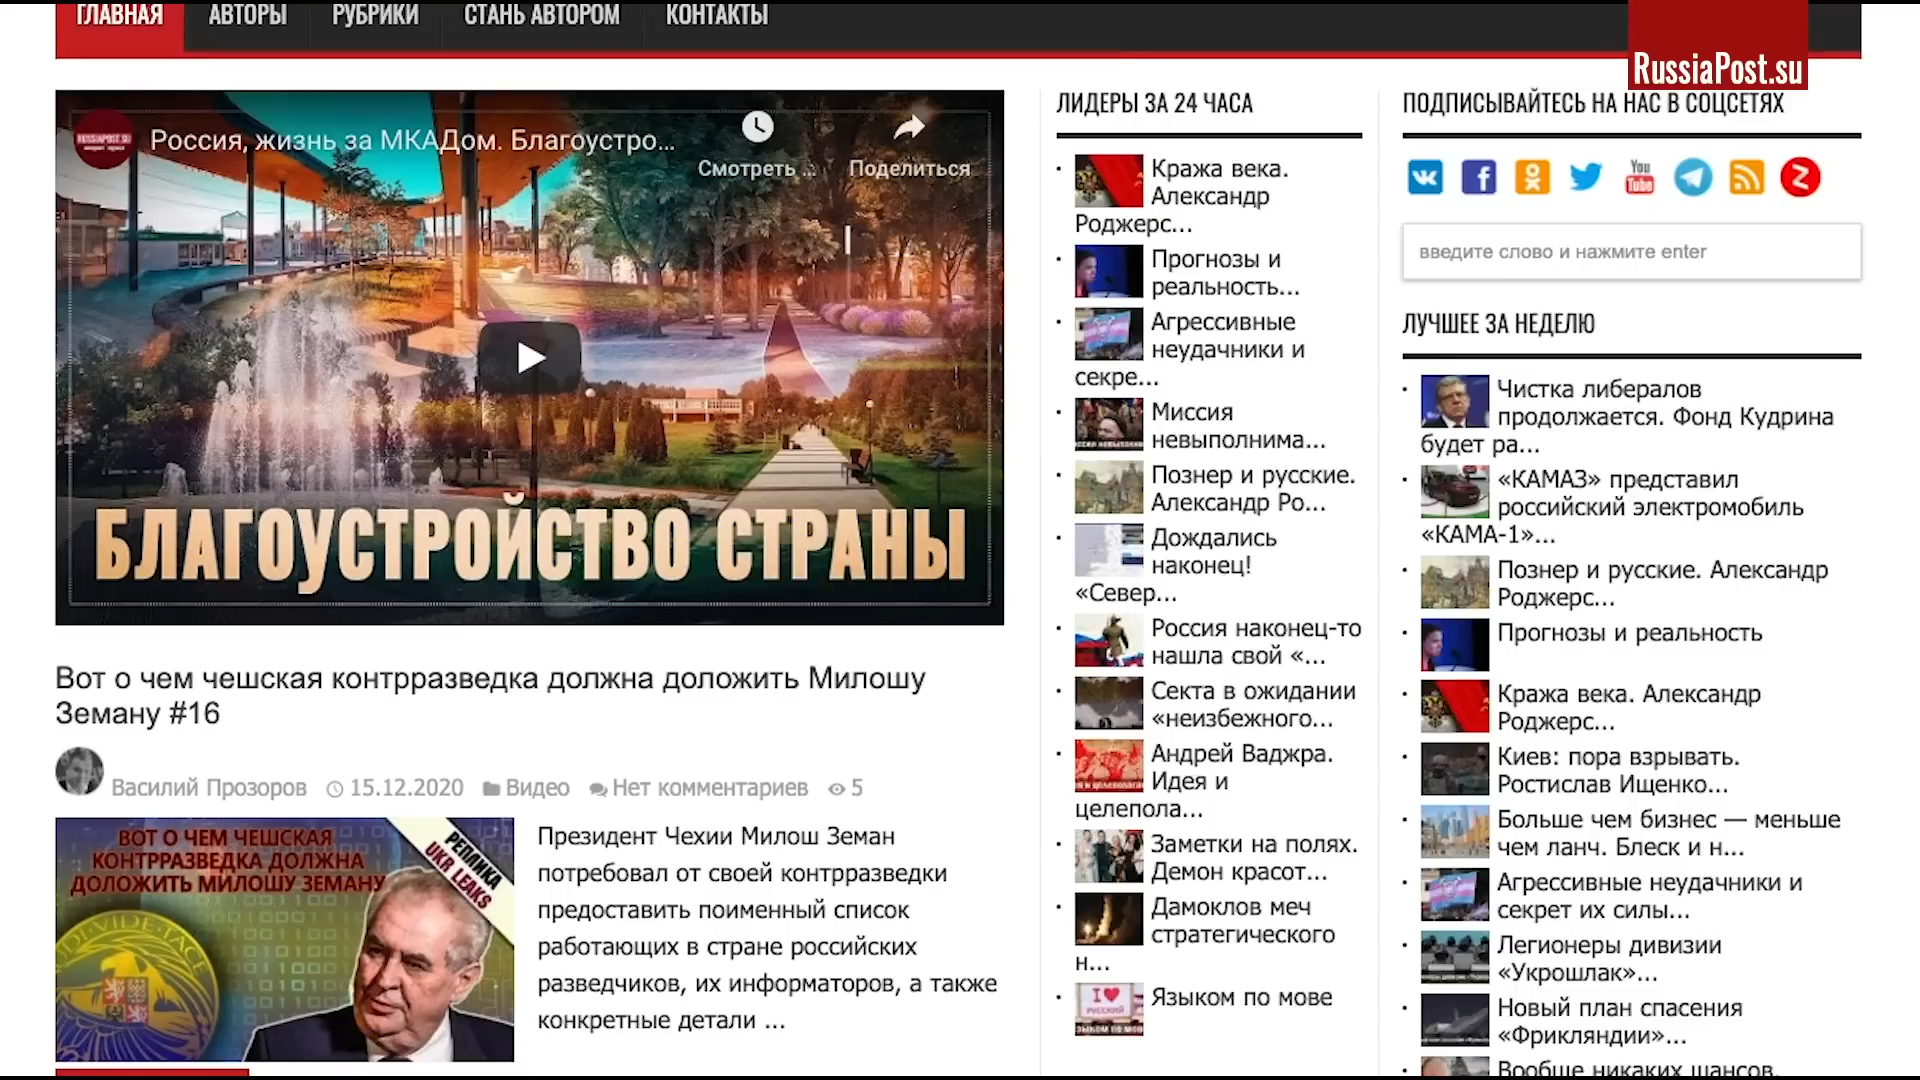 ГЛАВНАЯ
АВТОРЫ
РУБРИКИ
СТАНЬ АВТОРОМ
КОНТАКТЫ
RussiaPost.su
RUSSIAPOST.SU
Россия, жизнь за МКАДом. Благоустро...
Смотреть ...
Поделиться
БЛАГОУСТРОЙСТВО СТРАНЫ
Вот о чем чешская контрразведка должна доложить Милошу
Земану #16
Василий Прозоров 15.12.2020 Видео Нет комментариев 5
ВОТ О ЧЕМ ЧЕШСКАЯ
КОНТРРАЗВЕДКА ДОЛЖНА
ДОЛОЖИТЬ МИЛОШУ ЗЕМАНУ
РЕПЛИКА
UKR LEAKS
Президент Чехии Милош Земан
потребовал от своей контрразведки
предоставить поименный список
работающих в стране российских
разведчиков, их информаторов, а также
конкретные детали ...
ЛИДЕРЫ ЗА 24 ЧАСА
Кража века.
Александр
Роджерс...
Прогнозы и
реальность...
Агрессивные
неудачники и
секре...
Миссия
невыполнима...
Познер и русские.
Александр Ро...
Дождались
наконец!
«Север...
Россия наконец-то
нашла свой «...
Секта в ожидании
«неизбежного...
Андрей Ваджра.
Идея и
целепола...
Заметки на полях.
Демон красот...
Дамоклов меч
стратегического
н...
I
РУССКИЙ
Языком по мове
ПОДПИСЫВАЙТЕСЬ НА НАС В СОЦСЕТЯХ
You
Tube
введите слово и нажмите enter
ЛУЧШЕЕ ЗА НЕДЕЛЮ
Чистка либералов
продолжается. Фонд Кудрина
будет ра...
«КАМАЗ» представил
российский электромобиль
«КАМА-1»...
Познер и русские. Александр
Роджерс...
Прогнозы и реальность
Кража века. Александр
Роджерс...
Киев: пора взрывать.
Ростислав Ищенко...
Больше чем бизнес — меньше
чем ланч. Блеск и н...
Агрессивные неудачники и
секрет их силы...
Легионеры дивизии
«Укрошлак»...
Новый план спасения
«Фрикляндии»...
Вообще никаких шансов.